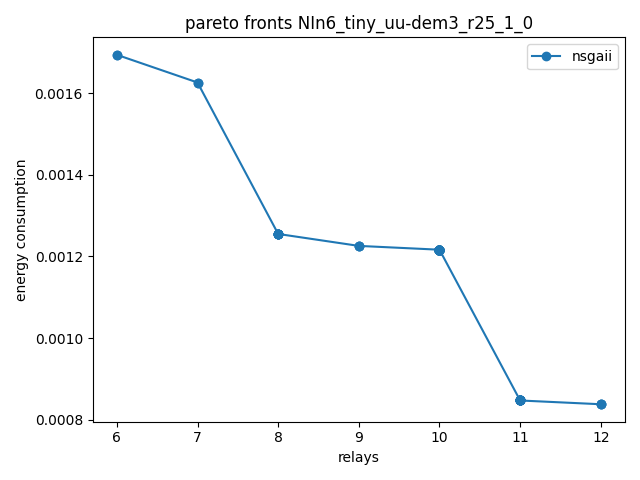 pareto fronts NIn6_tiny_uu-dem3_r25_1_0
nsgaii
energy consumption
0.0016
0.0014
0.0012
0.0010
0.0008
6 7 8 9 10 11 12
relays